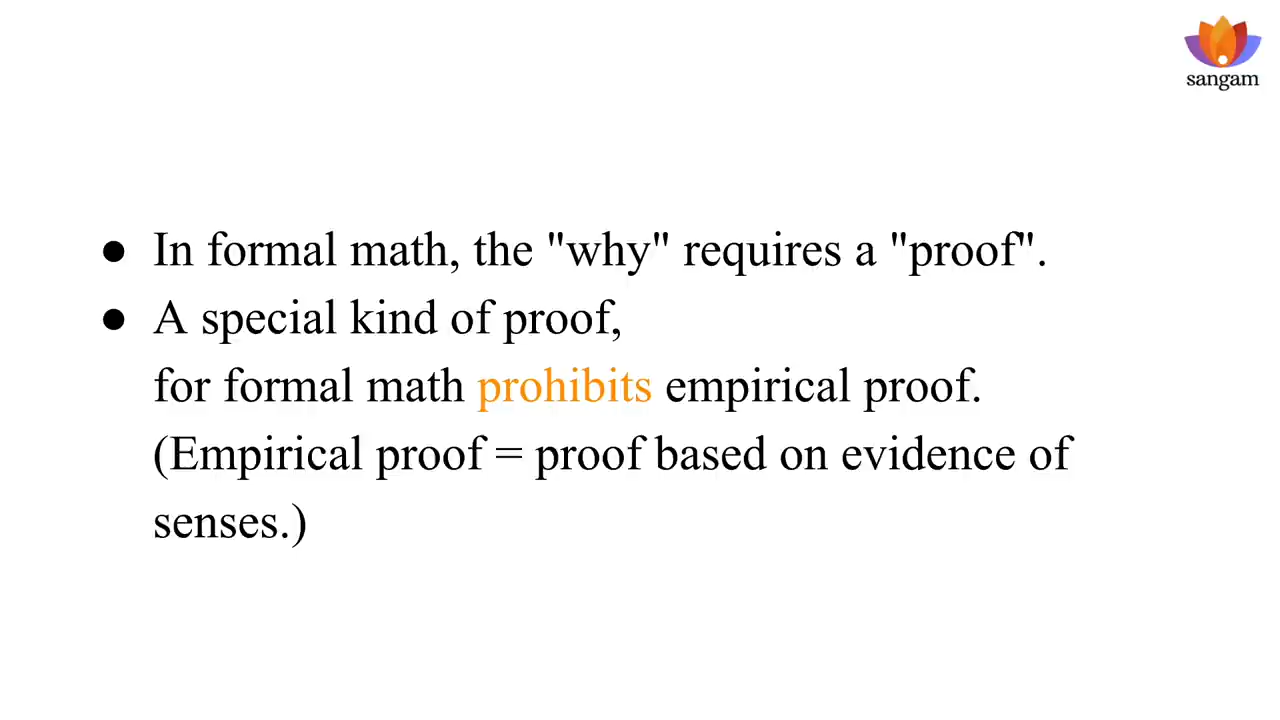 sangam
● In formal math, the "why" requires a "proof".
● A special kind of proof,
for formal math prohibits empirical proof.
(Empirical proof = proof based on evidence of
senses.)